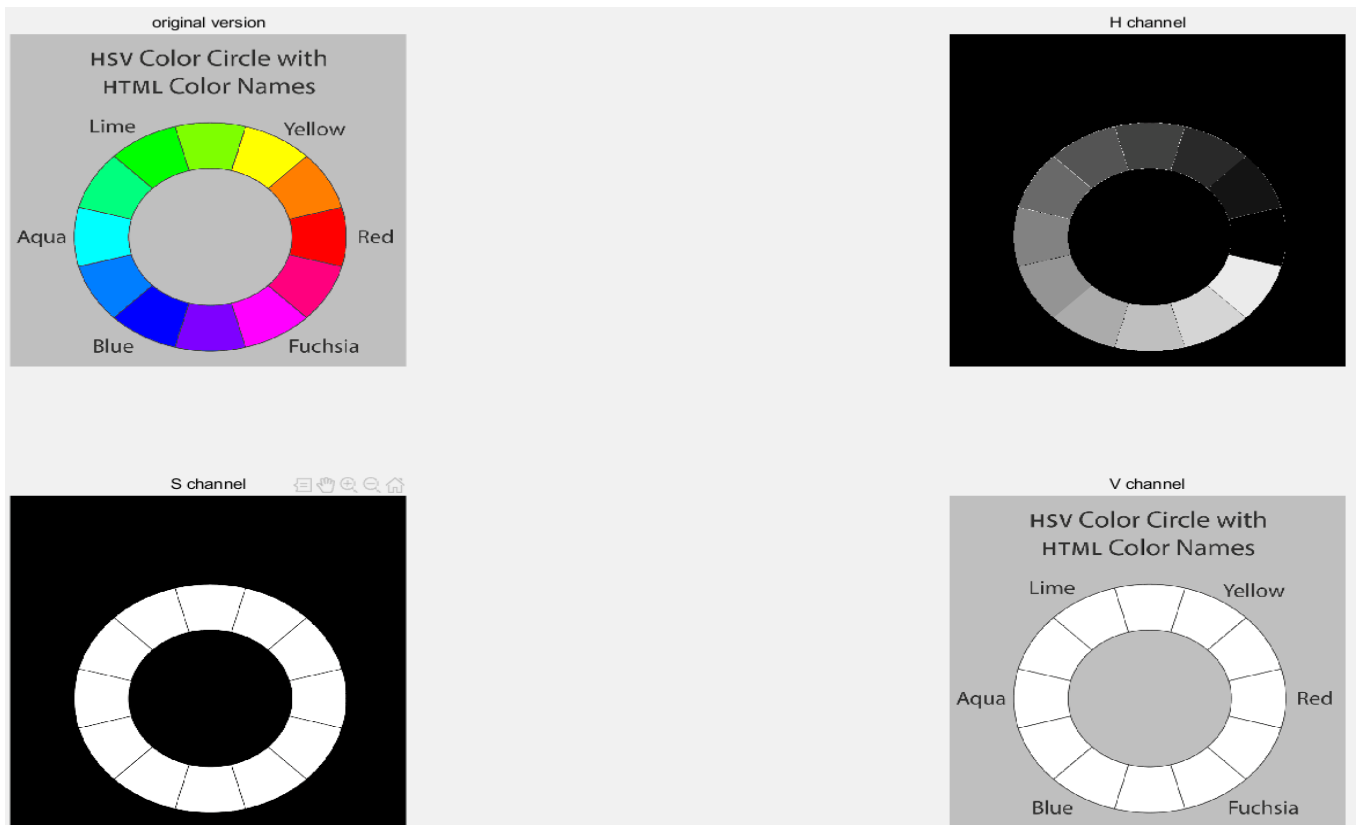 original version
HSV Color Circle with
HTML Color Names
Lime
Yellow
Aqua
Red
Blue
Fuchsia
H channel
S channel
V channel
HSV Color Circle with
HTML Color Names
Lime
Yellow
Aqua
Red
Blue
Fuchsia